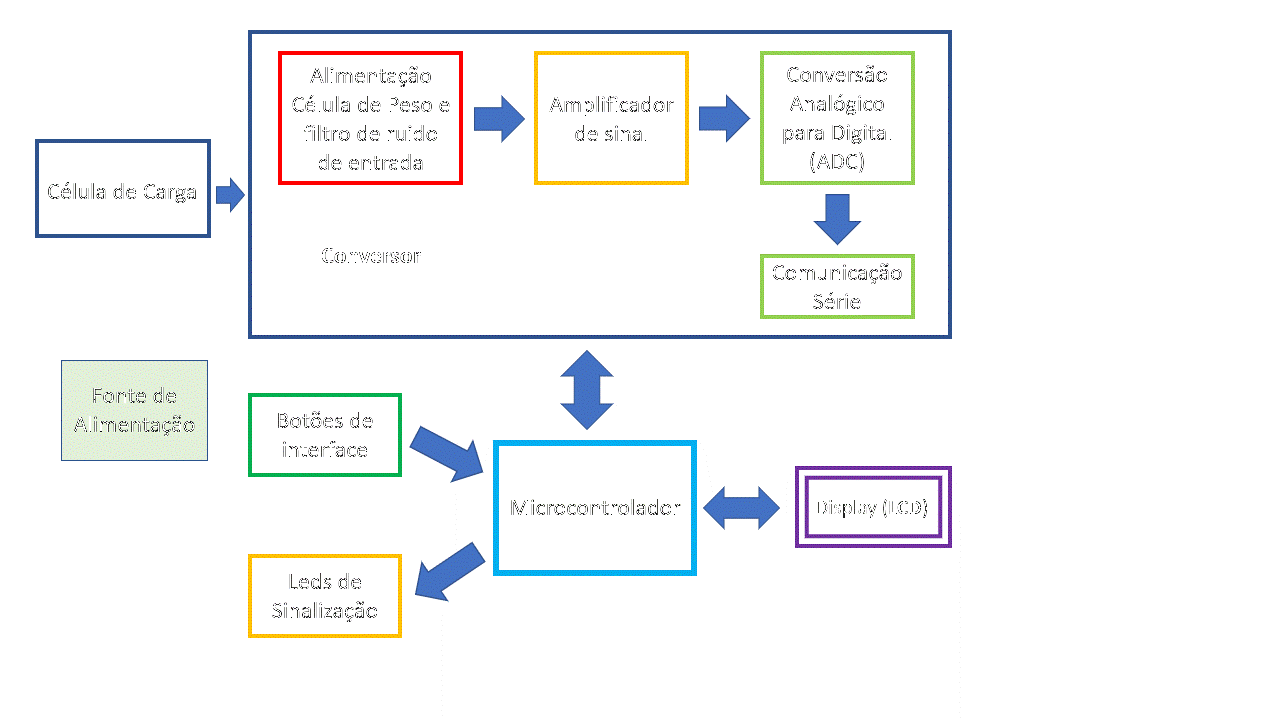 Alimentação
Célula de Peso e
filtro de ruido
de entrada
Amplificador
de sinal
Conversão
Analógico
para Digital
(ADC)
Célula de Carga
Conversor
Comunicação
Série
Fonte de
Alimentação
Botões de
interface
Microcontrolador
Display (LCD)
Leds de
Sinalização